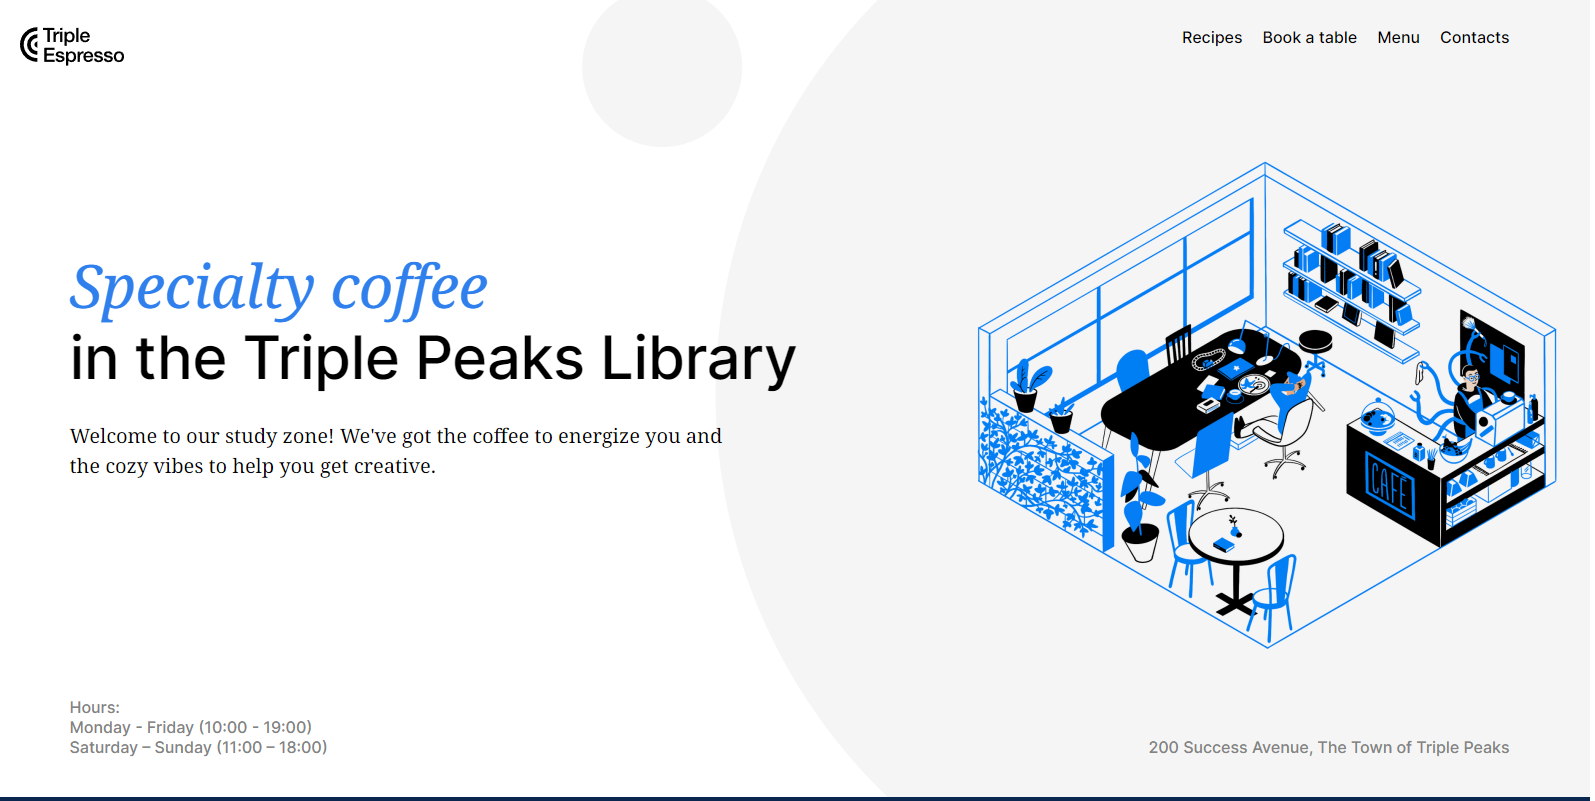 Triple
Espresso
Recipes Book a table Menu Contacts
Specialty coffee
in the Triple Peaks Library
Welcome to our study zone! We've got the coffee to energize you and
the cozy vibes to help you get creative.
CAFE
Hours:
Monday - Friday (10:00 - 19:00)
Saturday – Sunday (11:00 – 18:00)
200 Success Avenue, The Town of Triple Peaks